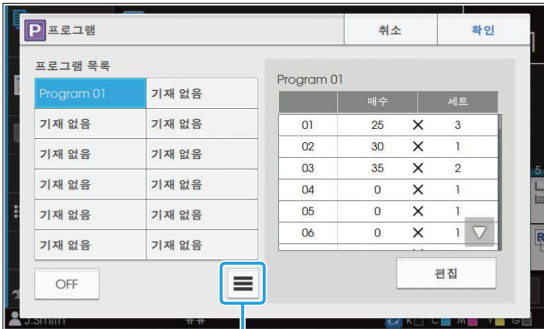 P 프로그램 취소 확인
프로그램 목록
Program 01 기재 없음
기재 없음 기재 없음
기재 없음 기재 없음
기재 없음 기재 없음
기재 없음 기재 없음
기재 없음 기재 없음
OFF
Program 01
매수 세트
01 25 X 3
02 30 X 1
03 35 X 2
04 0 X 1
05 0 X 1
06 0 X 1
편집
J.Smith